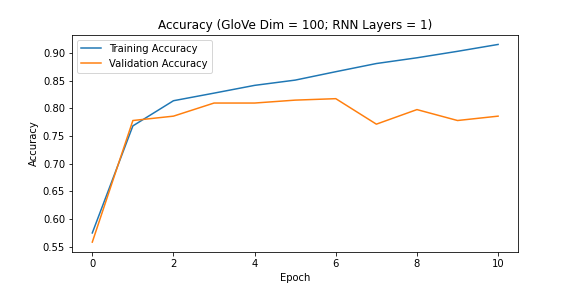 Accuracy (GloVe Dim = 100; RNN Layers = 1)
Training Accuracy
Validation Accuracy
0.90
0.85
0.80
0.75
0.70
0.65
0.60
0.55
Accuracy
0 2 4 6 8 10
Epoch